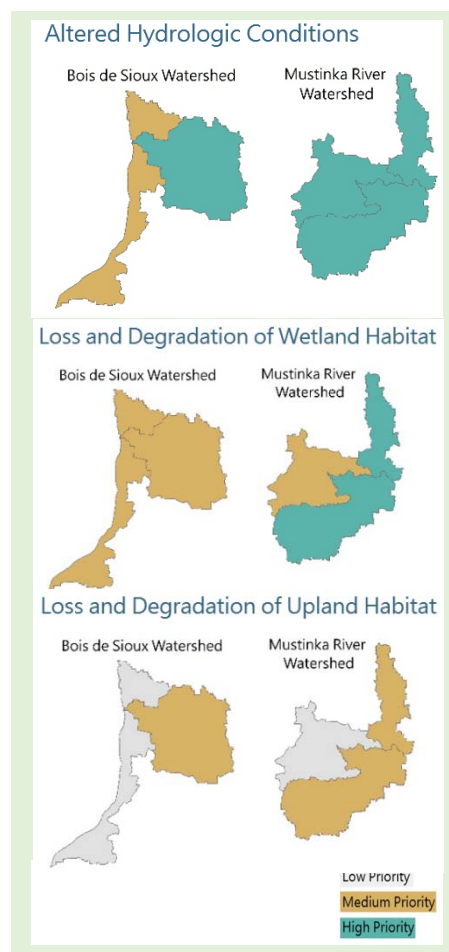 Altered Hydrologic Conditions
Bois de Sioux Watershed
Mustinka River
Watershed
Loss and Degradation of Wetland Habitat
Bois de Sioux Watershed
Mustinka River
Watershed
Loss and Degradation of Upland Habitat
Bois de Sioux Watershed
Mustinka River
Watershed
Low Priority
Medium Priority
High Priority